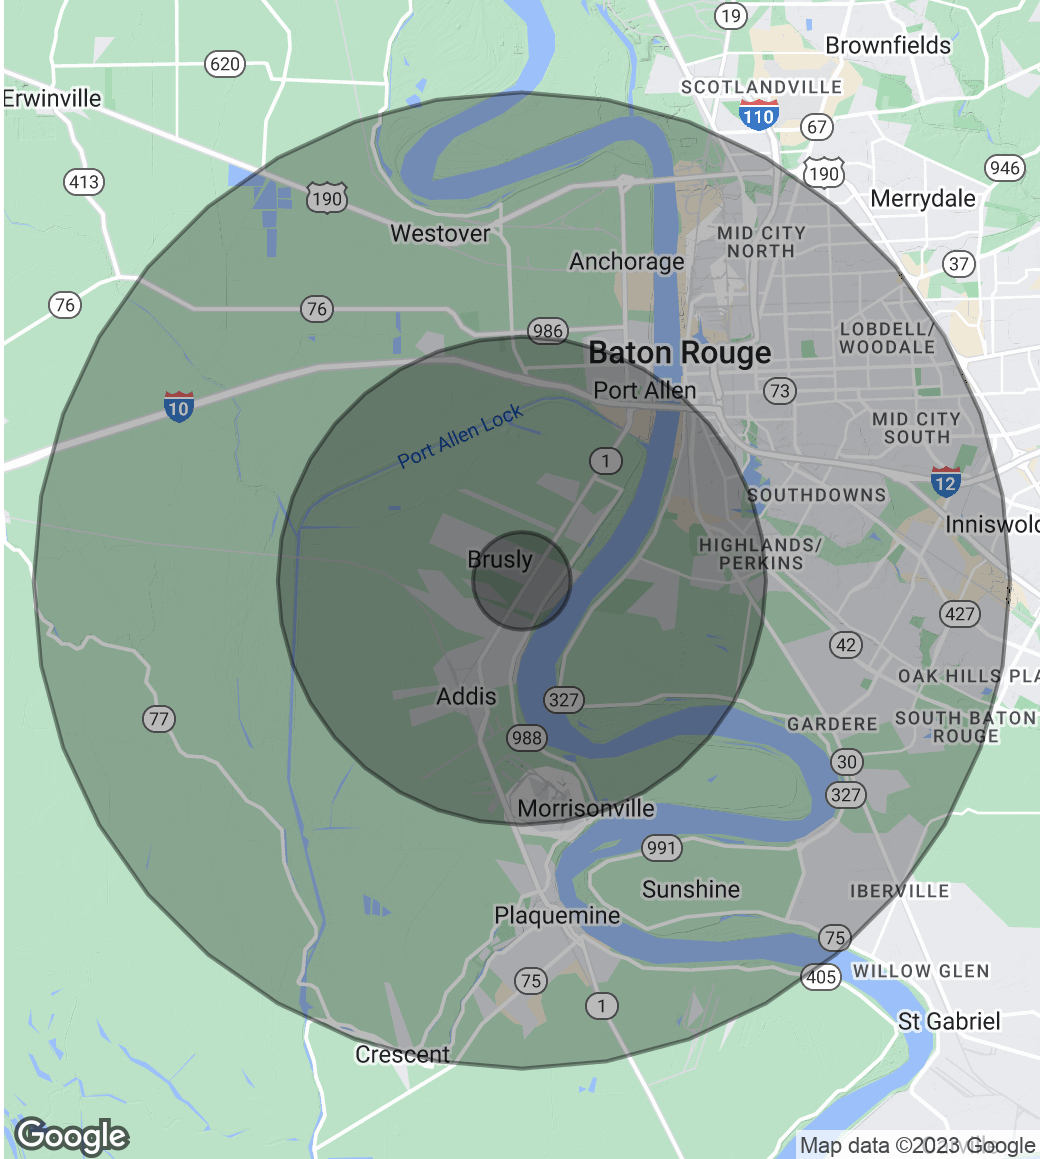 19
Brownfields
620
SCOTLANDVILLE
Erwinville
110
67
946
190
413
190
Merrydale
Westover
MID CITY
NORTH
Anchorage
37
76
76
986
LOBDELL/
WOODALE
Baton Rouge
Port Allen
73
10
Port Allen Lock
MID CITY
SOUTH
1
12
SOUTHDOWNS
Inniswold
HIGHLANDS/
PERKINS
Brusly
427
42
OAK HILLS PLA
Addis
327
77
GARDERE
SOUTH BATON
ROUGE
988
30
327
Morrisonville
991
Sunshine
IBERVILLE
Plaquemine
75
WILLOW GLEN
405
75
1
St Gabriel
Crescent
Google
Map data ©2023 Google